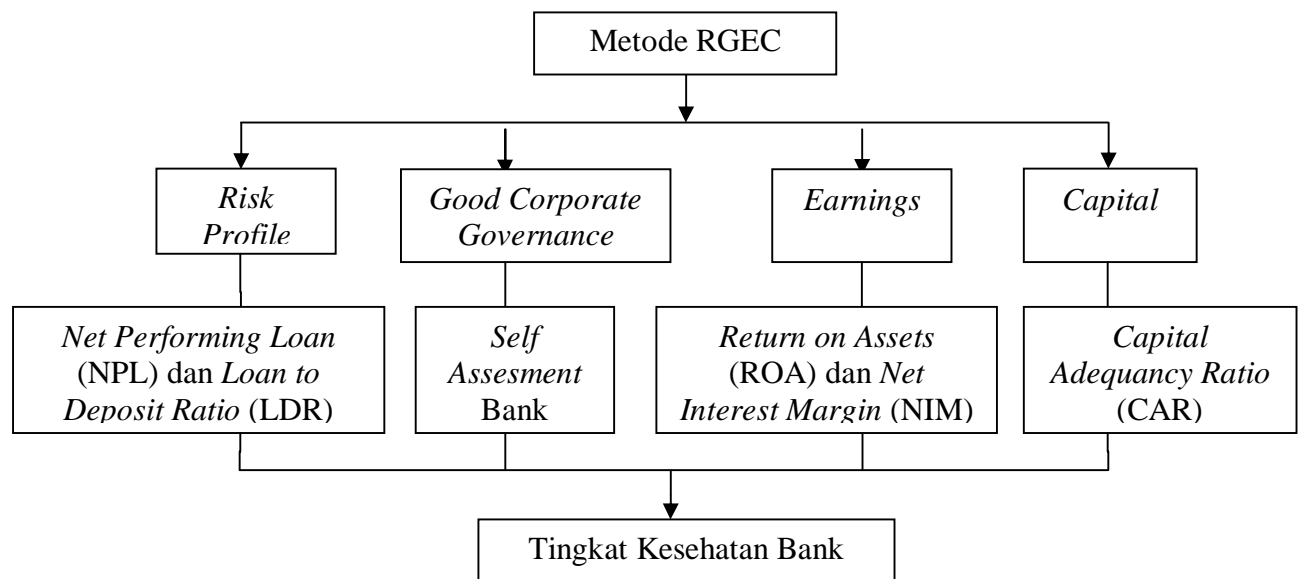 Metode RGEC
Risk
Profile
Good Corporate
Governance
Earnings
Capital
Net Performing Loan
(NPL) dan Loan to
Deposit Ratio (LDR)
Self
Assesment
Bank
Return on Assets
(ROA) dan Net
Interest Margin (NIM)
Capital
Adequancy Ratio
(CAR)
Tingkat Kesehatan Bank